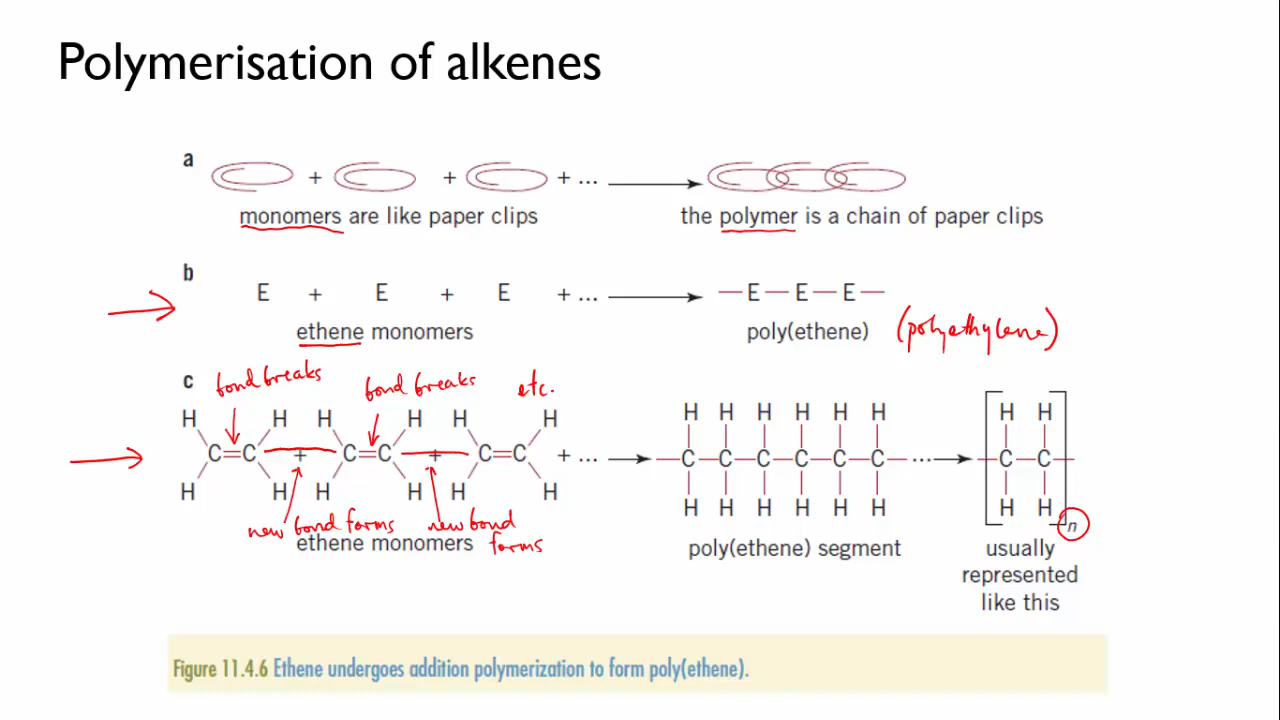 Polymerisation of alkenes
a
+ + + ...
monomers are like paper clips
the polymer is a chain of paper clips
b
E + E + E + ...
—E—E—E—
ethene monomers
poly(ethene)
(polyethylene)
c
bond breaks
bond breaks
etc.
H H H H H H
C=C + C=C + C=C + ...
H H H H H H
new bond forms
new bond
forms
ethene monomers
H H H H H H
—C—C—C—C—C—C— ...
H H H H H H
poly(ethene) segment
H H
—C—C—
H H
n
usually
represented
like this
Figure 11.4.6 Ethene undergoes addition polymerization to form poly(ethene).